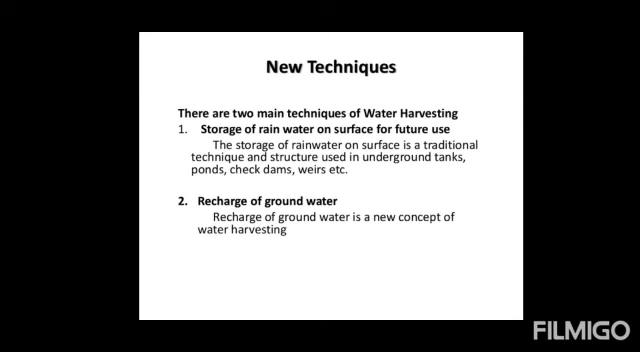 New Techniques
There are two main techniques of Water Harvesting
1. Storage of rain water on surface for future use
The storage of rainwater on surface is a traditional
technique and structure used in underground tanks,
ponds, check dams, weirs etc.
2. Recharge of ground water
Recharge of ground water is a new concept of
water harvesting
FILMIGO